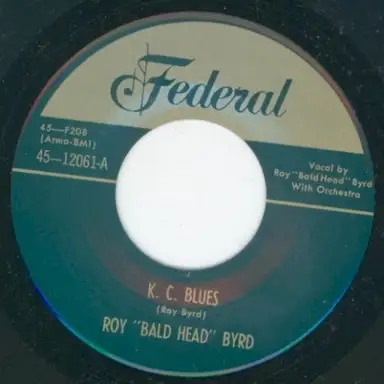 Federal
45—F208
(Armo-BMI)
45—12061-A
Vocal by
Roy "Bald Head" Byrd
With Orchestra
K. C. BLUES
(Roy Byrd)
ROY "BALD HEAD" BYRD